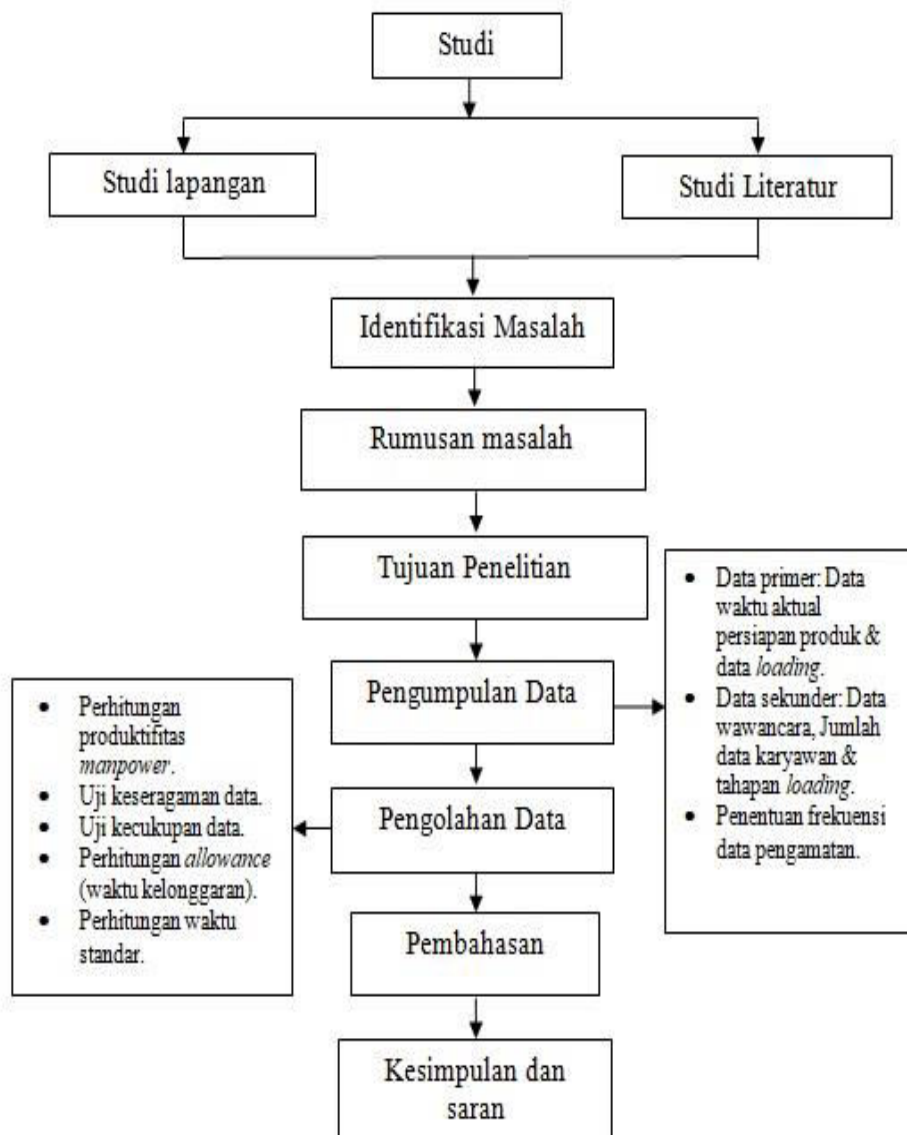 Studi
Studi lapangan
Studi Literatur
Identifikasi Masalah
Rumusan masalah
Tujuan Penelitian
• Data primer: Data
waktu aktual
persiapan produk &
data loading.
• Data sekunder: Data
wawancara, Jumlah
data karyawan &
tahapan loading.
• Penentuan frekuensi
data pengamatan.
Pengumpulan Data
• Perhitungan
produktifitas
manpower.
• Uji keseragaman data.
• Uji kecukupan data.
• Perhitungan allowance
(waktu kelonggaran).
• Perhitungan waktu
standar.
Pengolahan Data
Pembahasan
Kesimpulan dan
saran